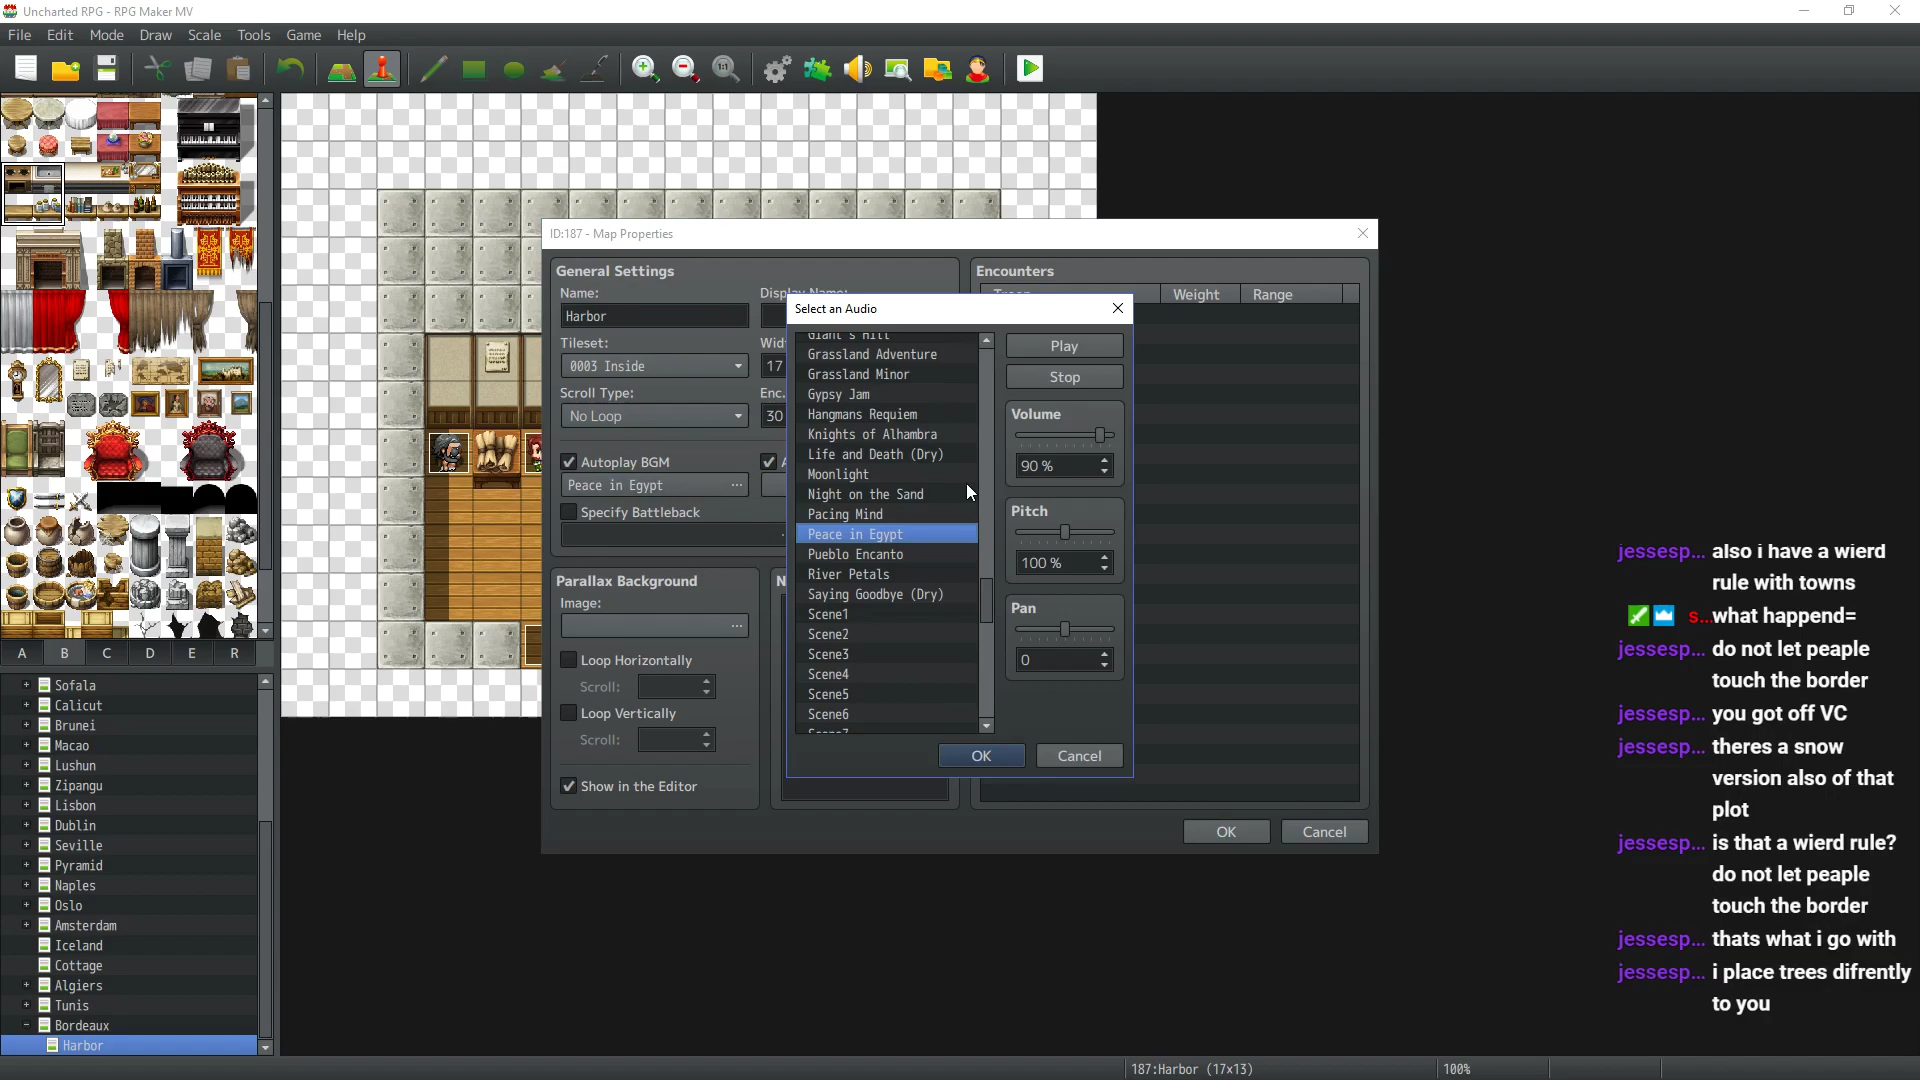 Uncharted RPG - RPG Maker MV
File Edit Mode Draw Scale Tools Game Help
1:1
A B C D E R
Sofala
Calicut
Brunei
Macao
Lushun
Zipangu
Lisbon
Dublin
Seville
Pyramid
Naples
Oslo
Amsterdam
Iceland
Cottage
Algiers
Tunis
Bordeaux
Harbor
ID:187 - Map Properties
General Settings
Name:
Harbor
Tileset:
0003 Inside
17
Scroll Type:
Enc.
No Loop
30
Autoplay BGM
Peace in Egypt
Specify Battleback
Parallax Background
Image:
Loop Horizontally
Scroll:
Loop Vertically
Scroll:
Show in the Editor
Encounters
Weight Range
OK Cancel
Select an Audio
Giant's Hill
Grassland Adventure
Grassland Minor
Gypsy Jam
Hangmans Requiem
Knights of Alhambra
Life and Death (Dry)
Moonlight
Night on the Sand
Pacing Mind
Peace in Egypt
Pueblo Encanto
River Petals
Saying Goodbye (Dry)
Scene1
Scene2
Scene3
Scene4
Scene5
Scene6
Play
Stop
Volume
90 %
Pitch
100 %
Pan
0
OK Cancel
jessesp... also i have a wierd
rule with towns
s...what happend=
jessesp... do not let peaple
touch the border
jessesp... you got off VC
jessesp... theres a snow
version also of that
plot
jessesp... is that a wierd rule?
do not let peaple
touch the border
jessesp... thats what i go with
jessesp... i place trees difrently
to you
187:Harbor (17x13)
100%